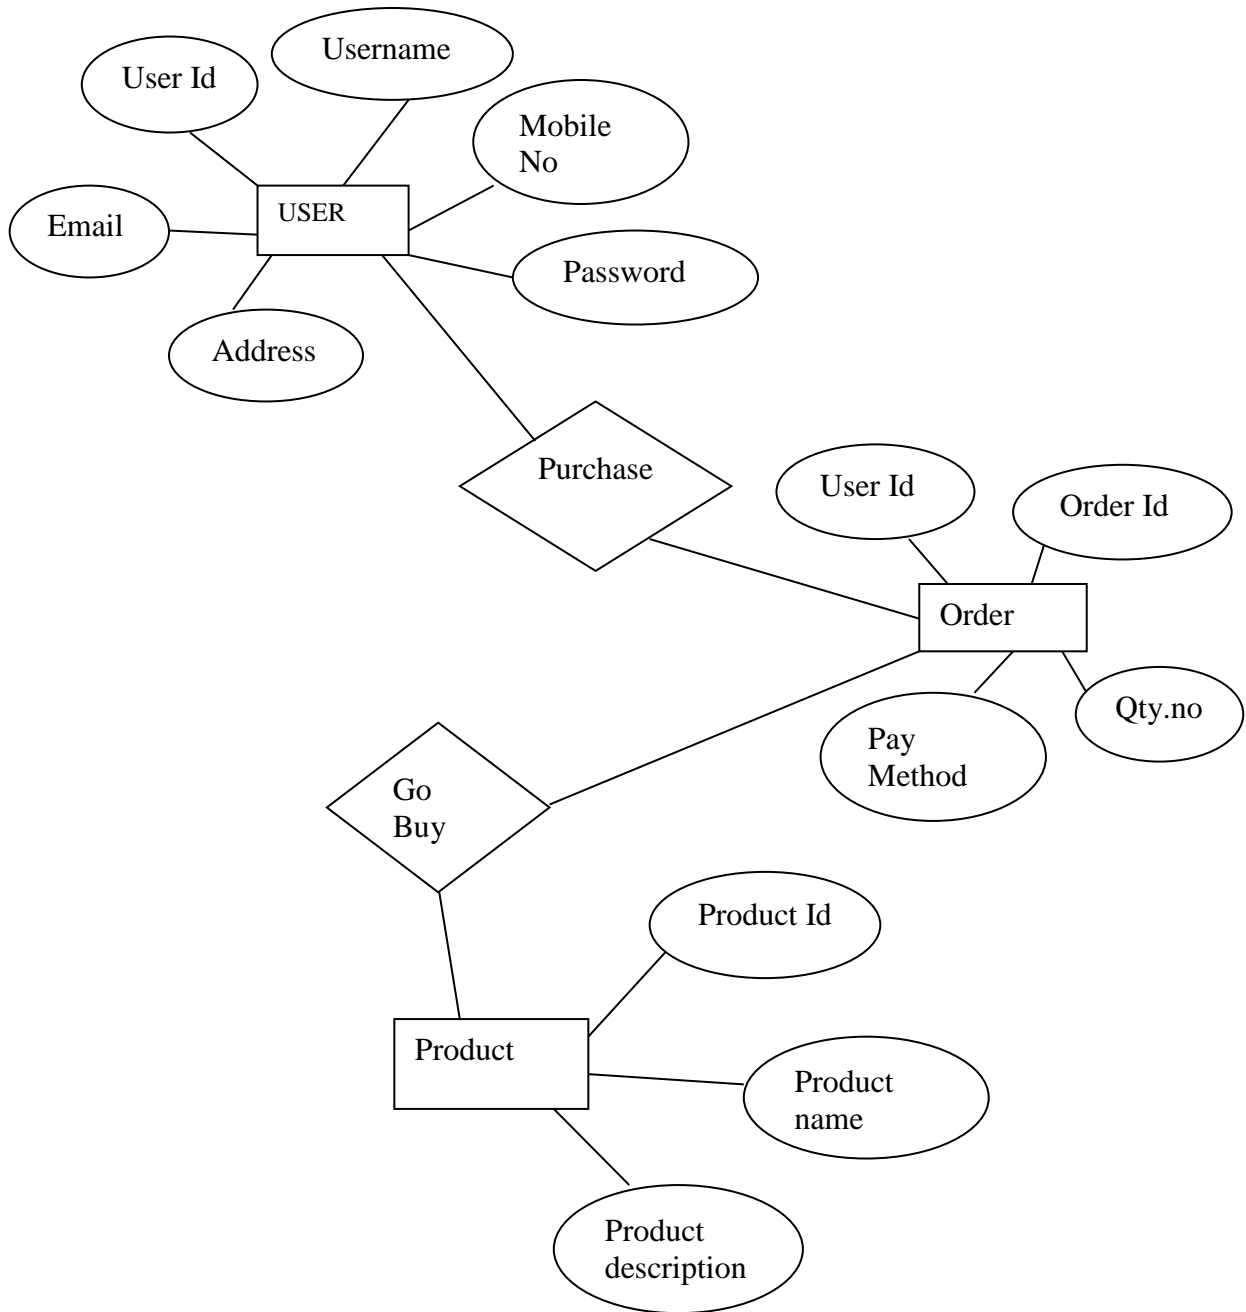 Username
User Id
Mobile
No
USER
Email
Password
Address
Purchase
User Id
Order Id
Order
Qty.no
Pay
Method
Go
Buy
Product Id
Product
Product
name
Product
description